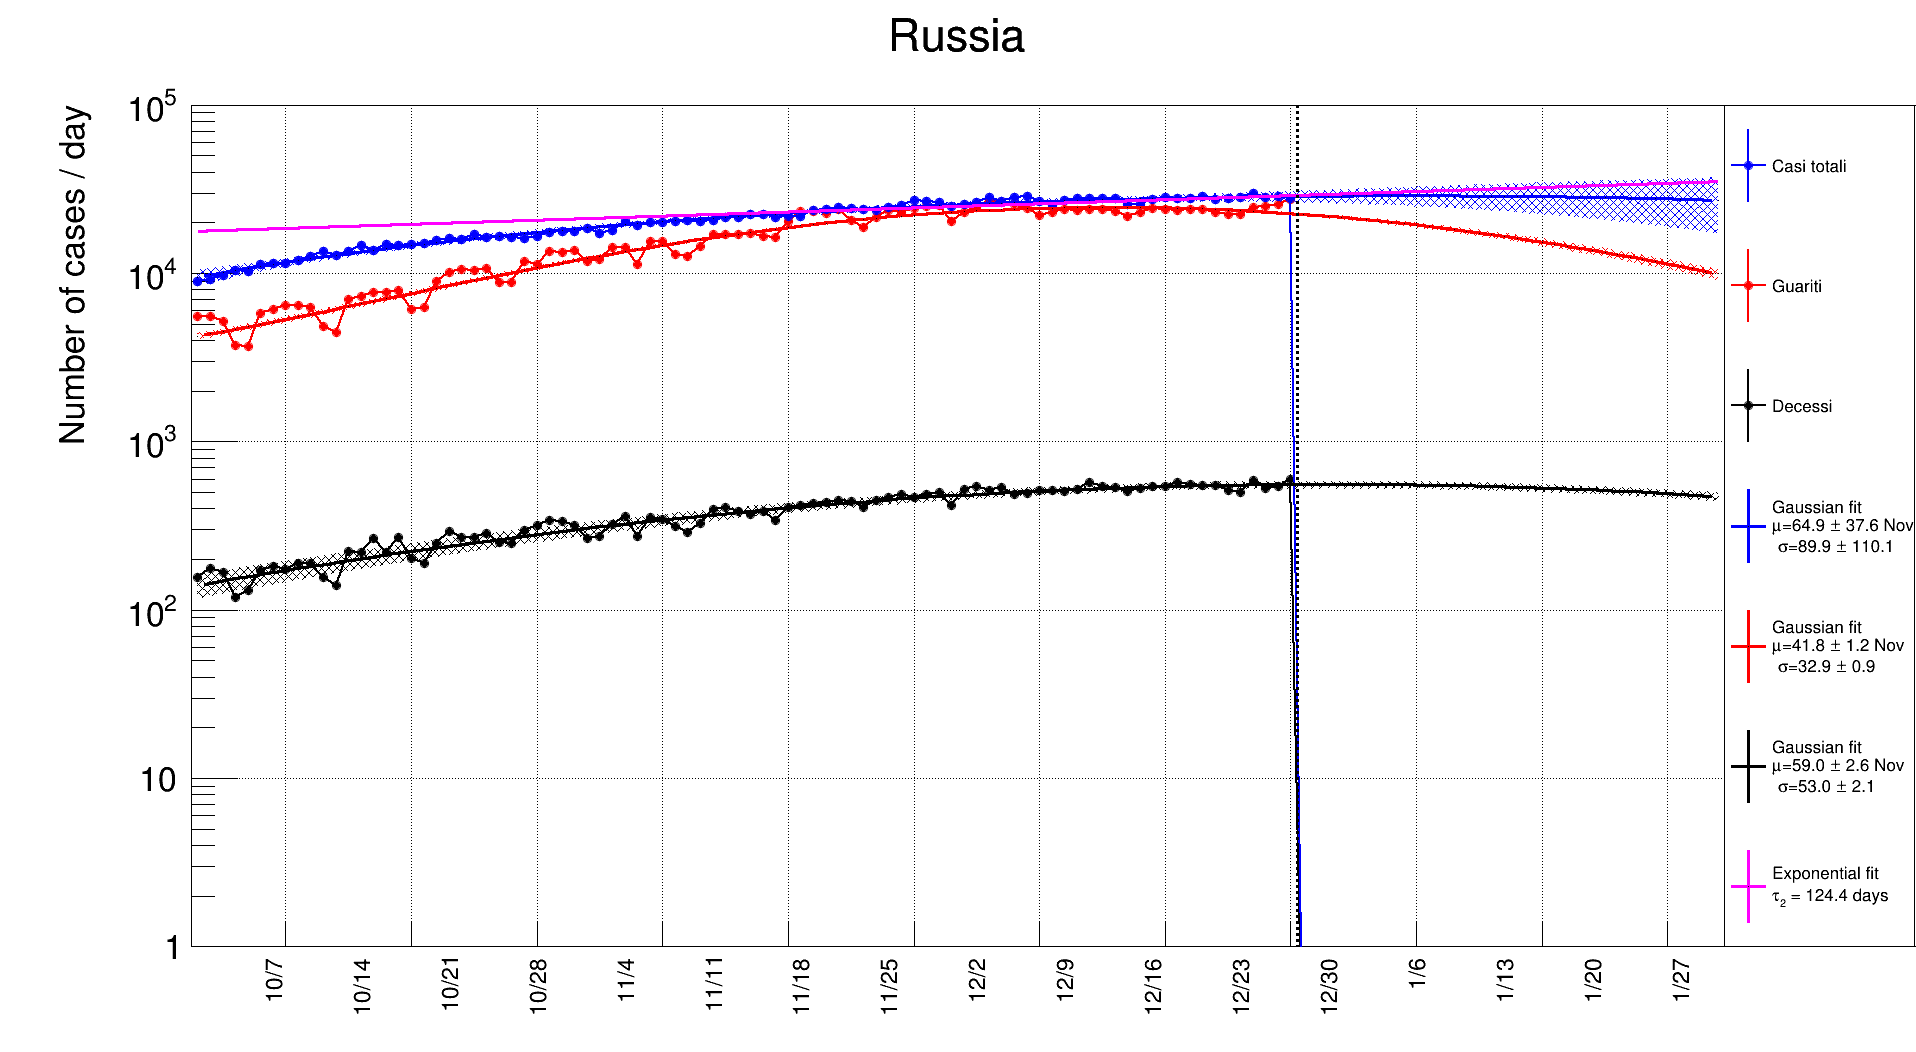 Russia
Number of cases / day
10^5
10^4
10^3
10^2
10
1
10/7
10/14
10/21
10/28
11/4
11/11
11/18
11/25
12/2
12/9
12/16
12/23
12/30
1/6
1/13
1/20
1/27
Casi totali
Guariti
Decessi
Gaussian fit
μ=64.9 ± 37.6 Nov
σ=89.9 ± 110.1
Gaussian fit
μ=41.8 ± 1.2 Nov
σ=32.9 ± 0.9
Gaussian fit
μ=59.0 ± 2.6 Nov
σ=53.0 ± 2.1
Exponential fit
τ₂ = 124.4 days